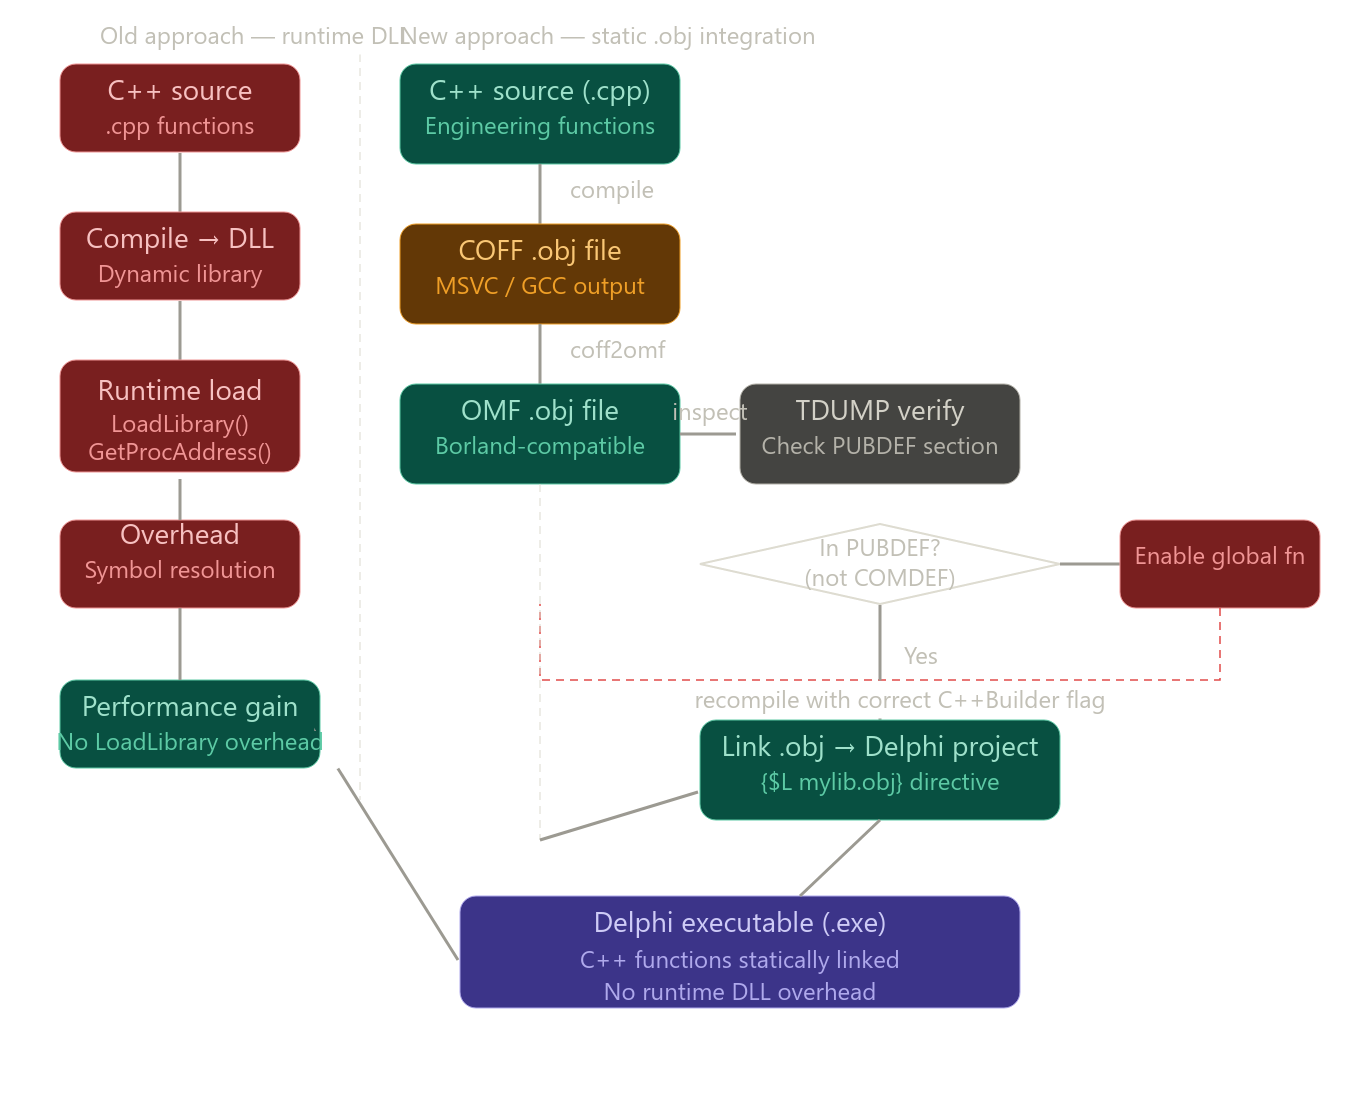 Old approach — runtime DLL
New approach — static .obj integration
C++ source
.cpp functions
Compile → DLL
Dynamic library
Runtime load
LoadLibrary()
GetProcAddress()
Overhead
Symbol resolution
Performance gain
No LoadLibrary overhead
C++ source (.cpp)
Engineering functions
compile
COFF .obj file
MSVC / GCC output
coff2omf
OMF .obj file
Borland-compatible
inspect
TDUMP verify
Check PUBDEF section
In PUBDEF?
(not COMDEF)
Enable global fn
Yes
recompile with correct C++Builder flag
Link .obj → Delphi project
{$L mylib.obj} directive
Delphi executable (.exe)
C++ functions statically linked
No runtime DLL overhead